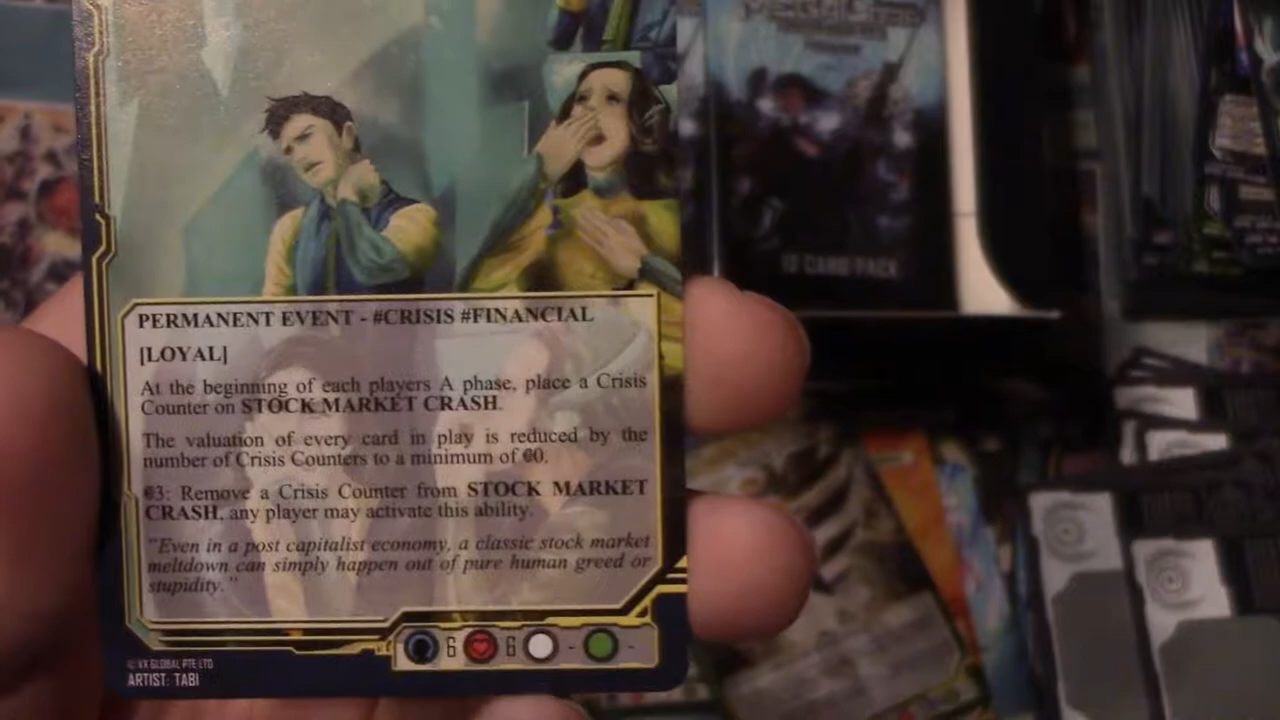 PERMANENT EVENT - #CRISIS #FINANCIAL
[LOYAL]
At the beginning of each players A phase, place a Crisis
Counter on STOCK MARKET CRASH.
The valuation of every card in play is reduced by the
number of Crisis Counters to a minimum of €0.
€3: Remove a Crisis Counter from STOCK MARKET
CRASH, any player may activate this ability.
"Even in a post capitalist economy, a classic stock market
meltdown can simply happen out of pure human greed or
stupidity."
6 6 - -
© VX GLOBAL PTE LTD
ARTIST: TABI
CARD PACK